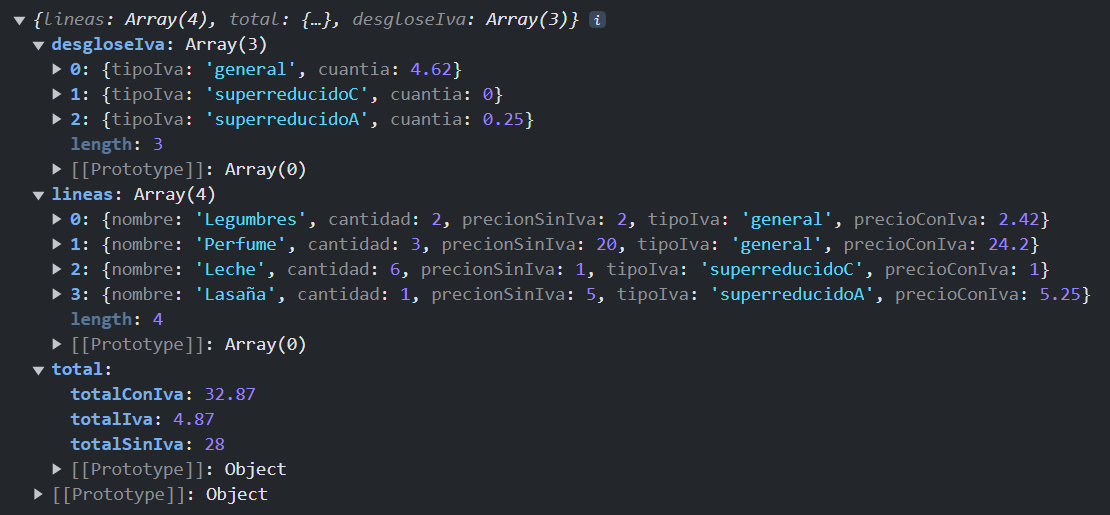 ▼ {lineas: Array(4), total: {…}, desgloseIva: Array(3)} i
▼ desgloseIva: Array(3)
▶ 0: {tipoIva: 'general', cuantia: 4.62}
▶ 1: {tipoIva: 'superreducidoC', cuantia: 0}
▶ 2: {tipoIva: 'superreducidoA', cuantia: 0.25}
length: 3
▶ [[Prototype]]: Array(0)
▼ lineas: Array(4)
▶ 0: {nombre: 'Legumbres', cantidad: 2, precionSinIva: 2, tipoIva: 'general', precioConIva: 2.42}
▶ 1: {nombre: 'Perfume', cantidad: 3, precionSinIva: 20, tipoIva: 'general', precioConIva: 24.2}
▶ 2: {nombre: 'Leche', cantidad: 6, precionSinIva: 1, tipoIva: 'superreducidoC', precioConIva: 1}
▶ 3: {nombre: 'Lasaña', cantidad: 1, precionSinIva: 5, tipoIva: 'superreducidoA', precioConIva: 5.25}
length: 4
▶ [[Prototype]]: Array(0)
▼ total:
totalConIva: 32.87
totalIva: 4.87
totalSinIva: 28
▶ [[Prototype]]: Object
▶ [[Prototype]]: Object